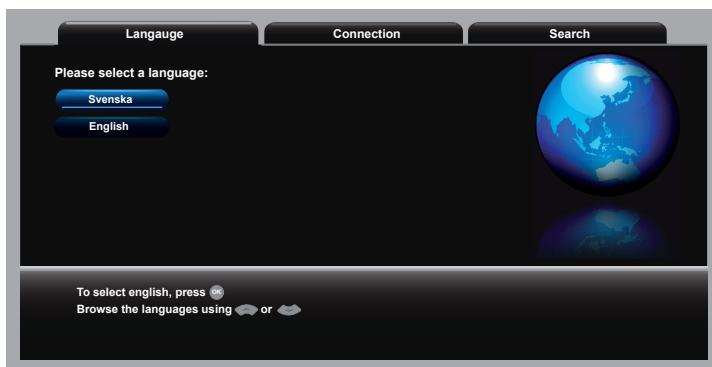 Langauge Connection Search
Please select a language:
Svenska
English
To select english, press OK
Browse the languages using or